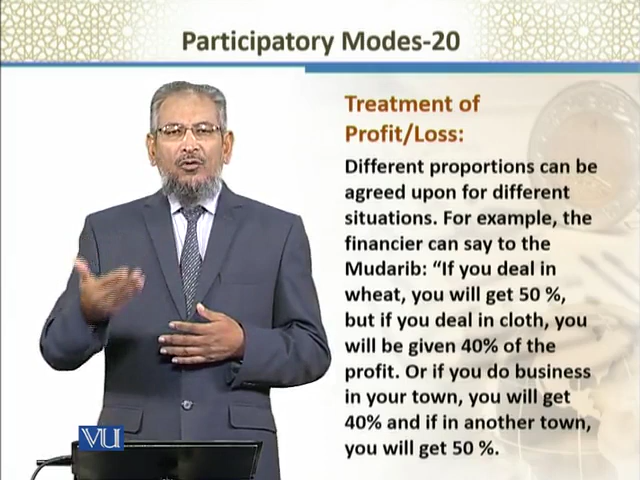 Participatory Modes-20
Treatment of
Profit/Loss:
Different proportions can be
agreed upon for different
situations. For example, the
financier can say to the
Mudarib: “If you deal in
wheat, you will get 50 %,
but if you deal in cloth, you
will be given 40% of the
profit. Or if you do business
in your town, you will get
40% and if in another town,
you will get 50 %.
VU